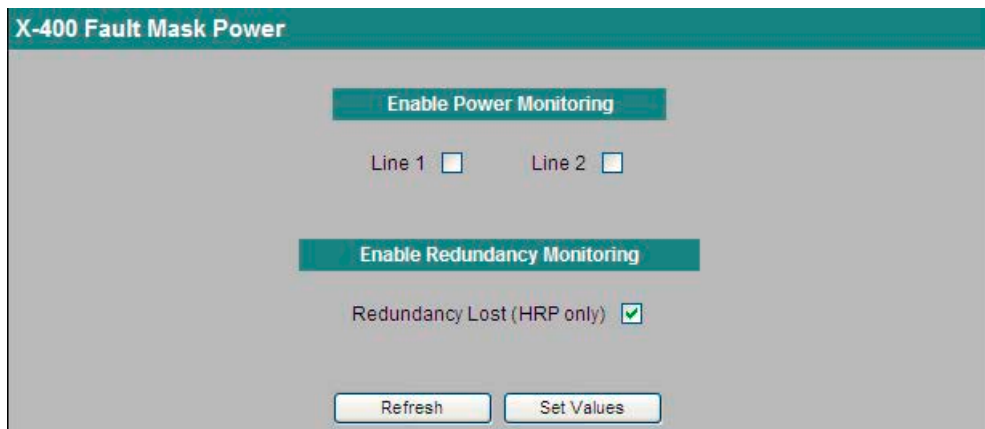 X-400 Fault Mask Power
Enable Power Monitoring
Line 1 Line 2
Enable Redundancy Monitoring
Redundancy Lost (HRP only)
Refresh Set Values